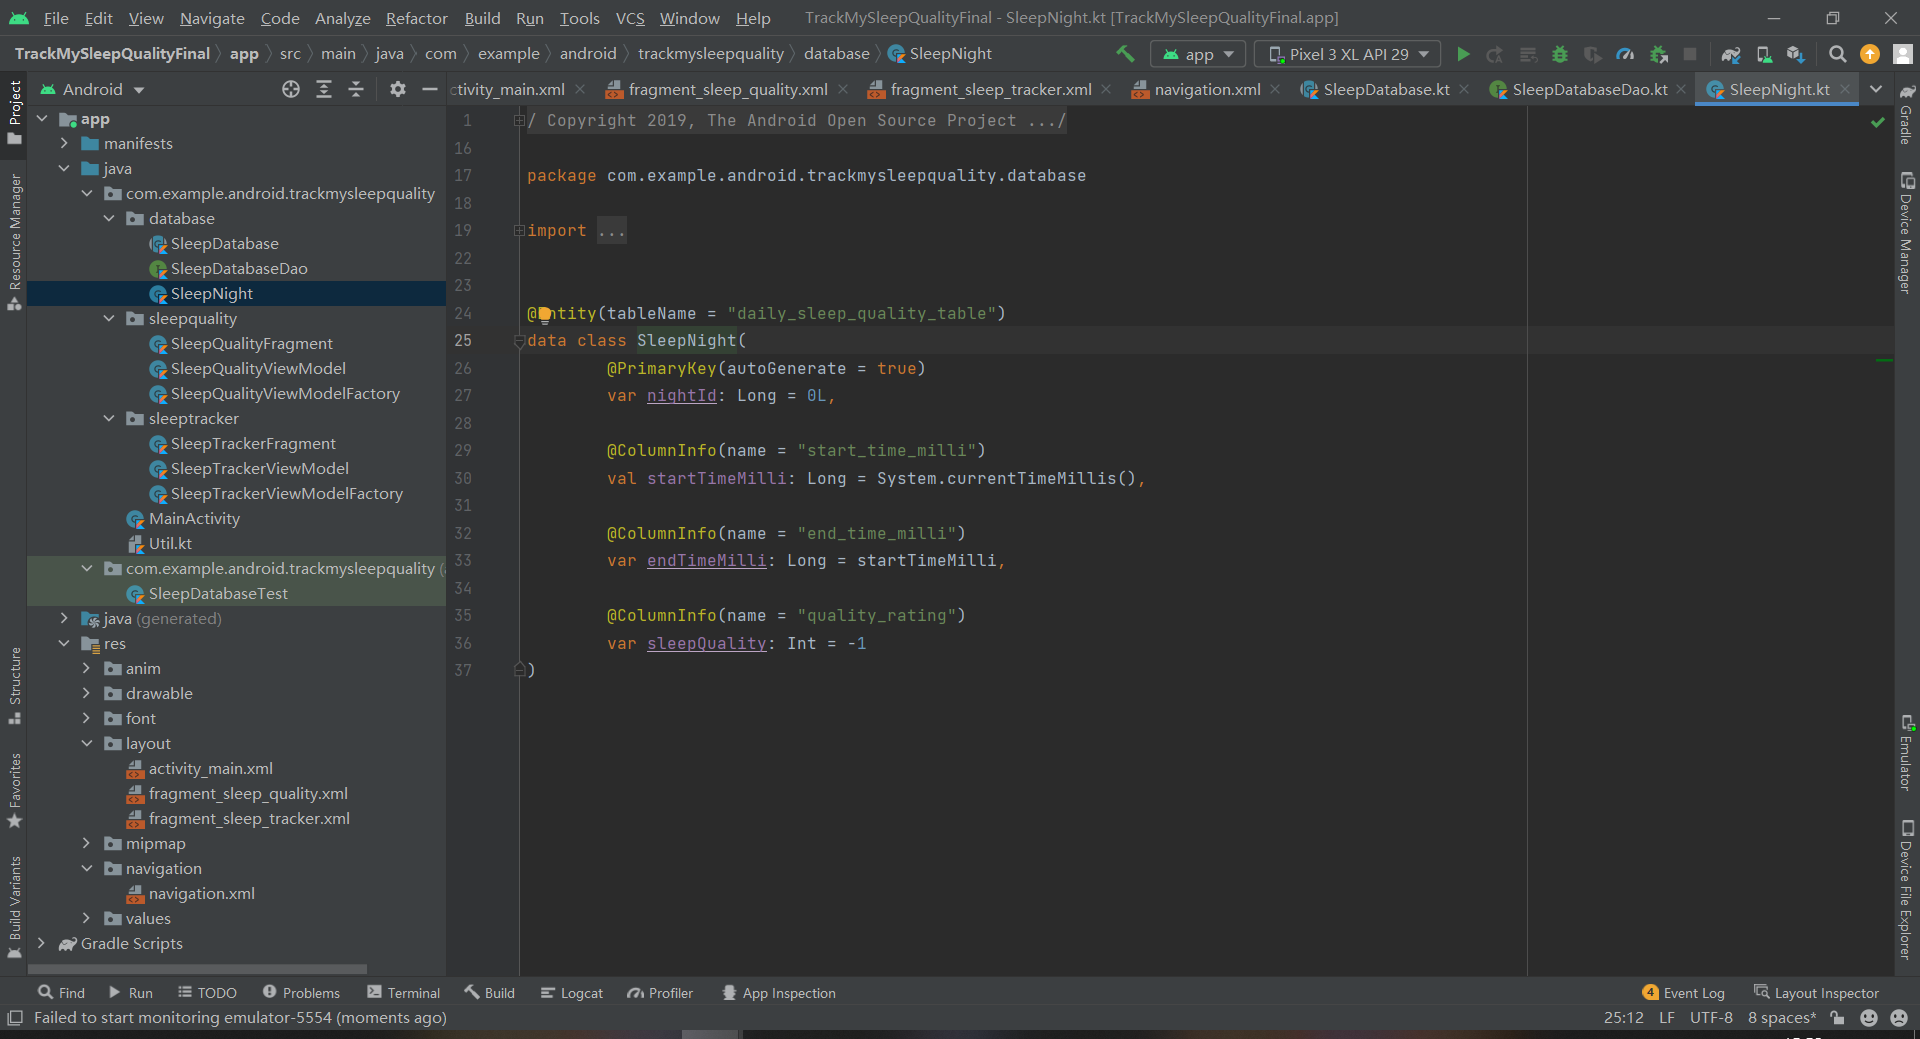 File Edit View Navigate Code Analyze Refactor Build Run Tools VCS Window Help TrackMySleepQualityFinal - SleepNight.kt [TrackMySleepQualityFinal.app]
TrackMySleepQualityFinal app src main java com example android trackmysleepquality database SleepNight app Pixel 3 XL API 29
Android
ctivity_main.xml fragment_sleep_quality.xml fragment_sleep_tracker.xml navigation.xml SleepDatabase.kt SleepDatabaseDao.kt SleepNight.kt
Project
Resource Manager
Structure
Favorites
Build Variants
app
manifests
java
com.example.android.trackmysleepquality
database
SleepDatabase
SleepDatabaseDao
SleepNight
sleepquality
SleepQualityFragment
SleepQualityViewModel
SleepQualityViewModelFactory
sleeptracker
SleepTrackerFragment
SleepTrackerViewModel
SleepTrackerViewModelFactory
MainActivity
Util.kt
com.example.android.trackmysleepquality (
SleepDatabaseTest
java (generated)
res
anim
drawable
font
layout
activity_main.xml
fragment_sleep_quality.xml
fragment_sleep_tracker.xml
mipmap
navigation
navigation.xml
values
Gradle Scripts
1 / Copyright 2019, The Android Open Source Project .../
16
17 package com.example.android.trackmysleepquality.database
18
19 import ...
22
23
24 @Entity(tableName = "daily_sleep_quality_table")
25 data class SleepNight(
26 @PrimaryKey(autoGenerate = true)
27 var nightId: Long = 0L,
28
29 @ColumnInfo(name = "start_time_milli")
30 val startTimeMilli: Long = System.currentTimeMillis(),
31
32 @ColumnInfo(name = "end_time_milli")
33 var endTimeMilli: Long = startTimeMilli,
34
35 @ColumnInfo(name = "quality_rating")
36 var sleepQuality: Int = -1
37 )
Gradle
Device Manager
Emulator
Device File Explorer
Find Run TODO Problems Terminal Build Logcat Profiler App Inspection 4 Event Log Layout Inspector
Failed to start monitoring emulator-5554 (moments ago) 25:12 LF UTF-8 8 spaces*